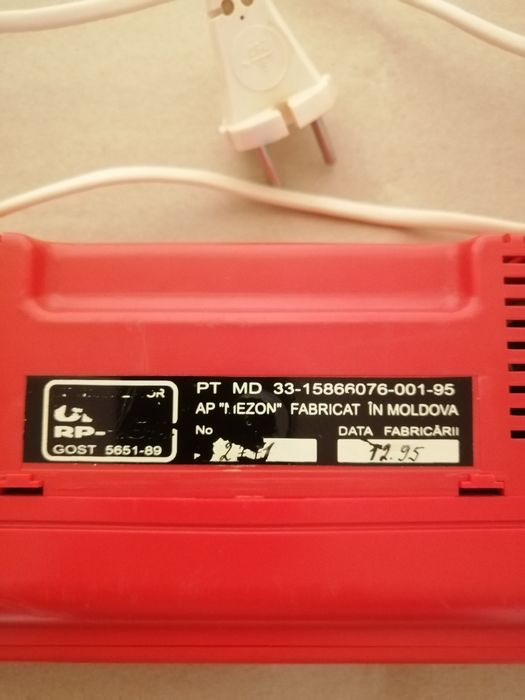 RP-
GOST 5651-89
PT MD 33-15866076-001-95
AP "MEZON" FABRICAT ÎN MOLDOVA
No DATA FABRICĂRII
12.95